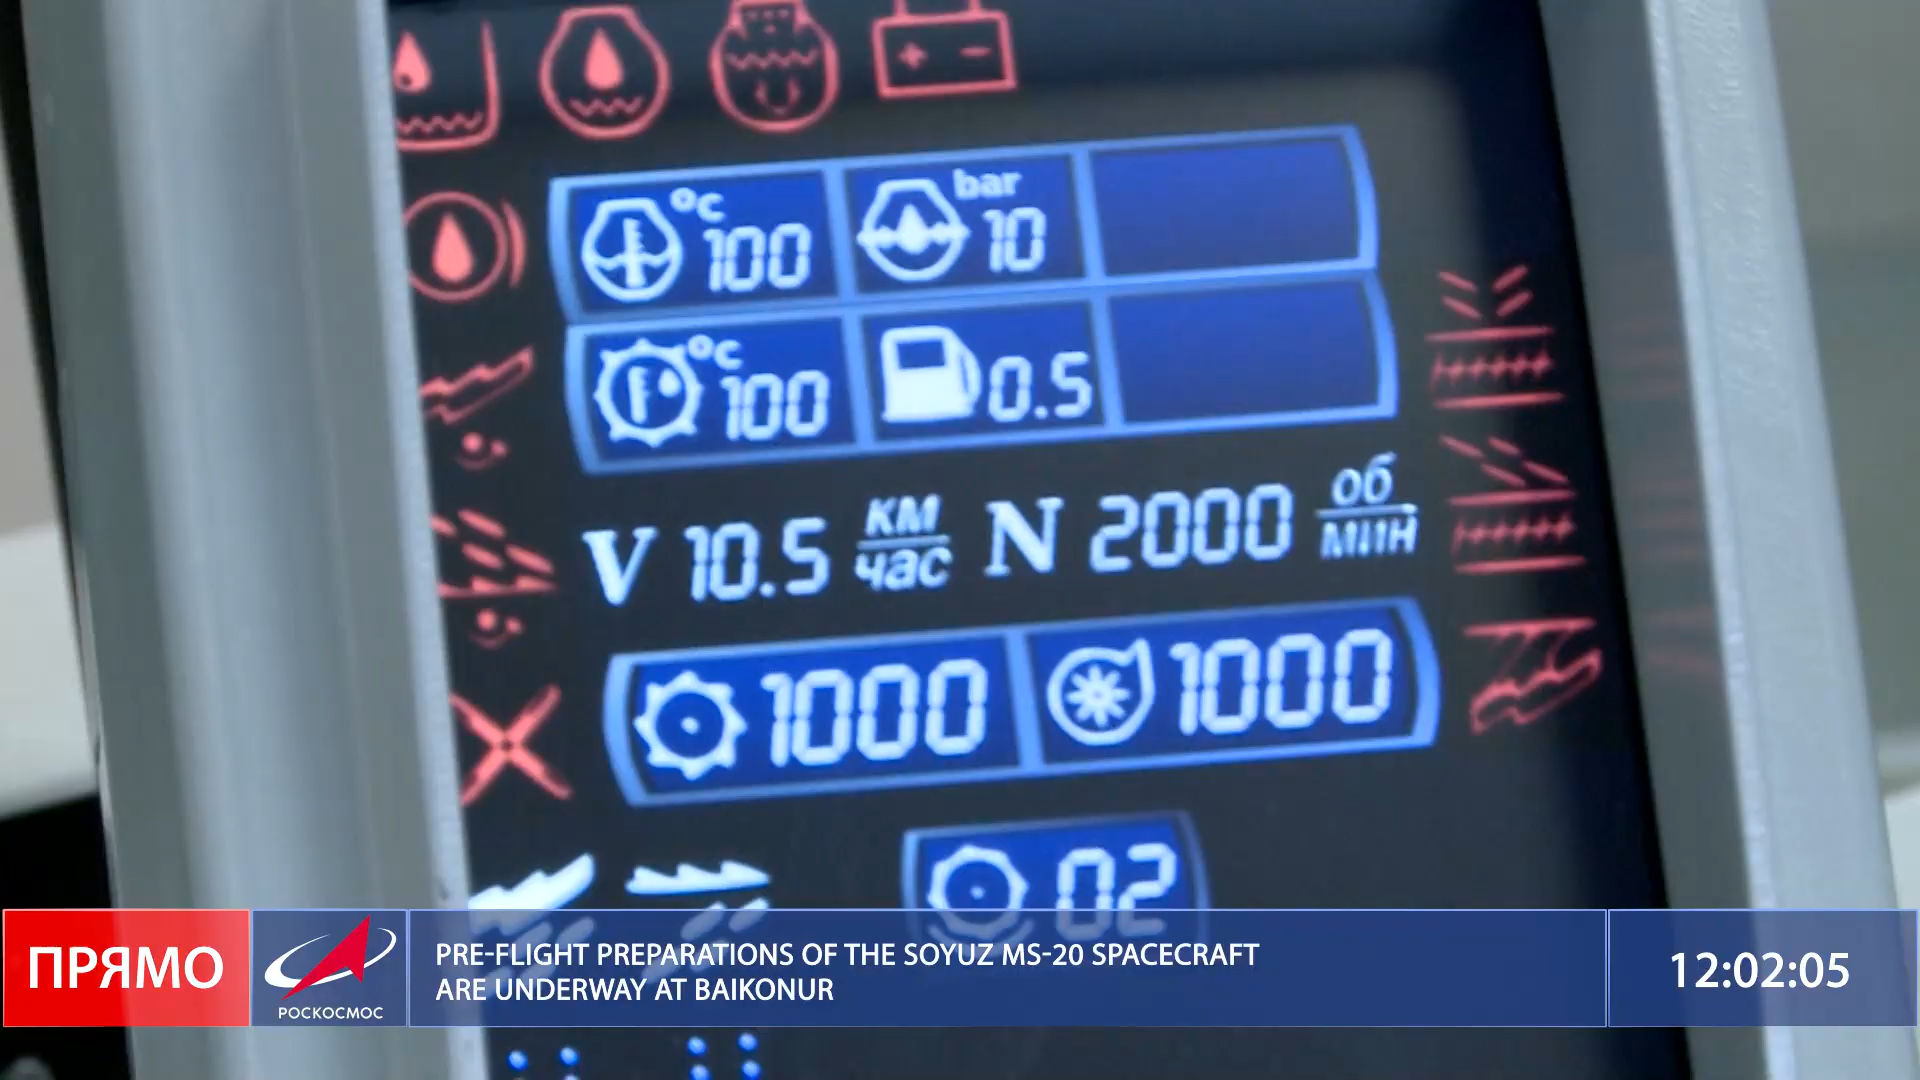 + -
°C 100
bar 10
°C 100
0.5
V 10.5 КМ/час N 2000 об/мин
1000 1000
02
ПРЯМО
РОСКОСМОС
PRE-FLIGHT PREPARATIONS OF THE SOYUZ MS-20 SPACECRAFT
ARE UNDERWAY AT BAIKONUR
12:02:05